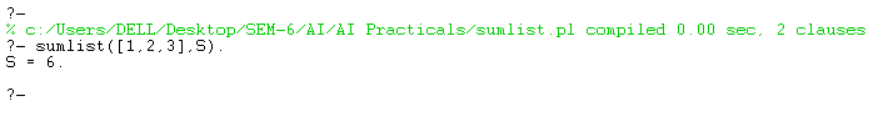 ?-
% c:/Users/DELL/Desktop/SEM-6/AI/AI Practicals/sumlist.pl compiled 0.00 sec, 2 clauses
?- sumlist([1,2,3],S).
S = 6.
?-